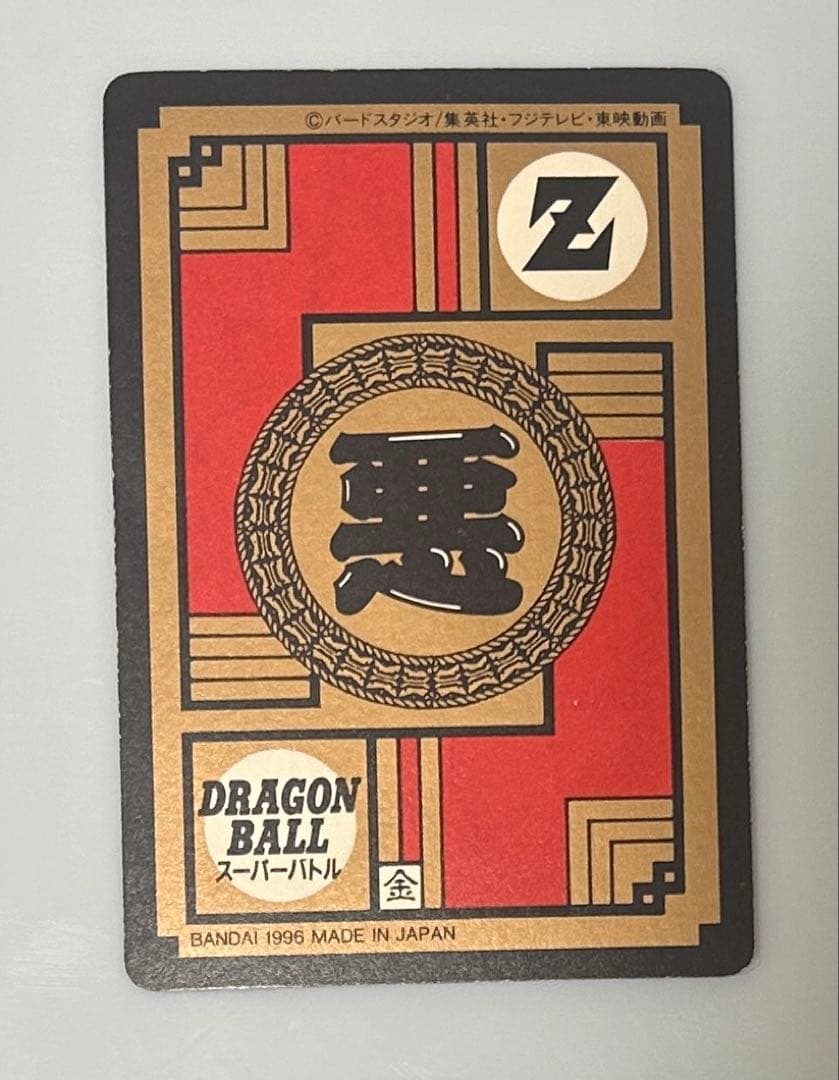 ©バードスタジオ/集英社・フジテレビ・東映動画
Z
悪
DRAGON
BALL
スーパーバトル
金
BANDAI 1996 MADE IN JAPAN